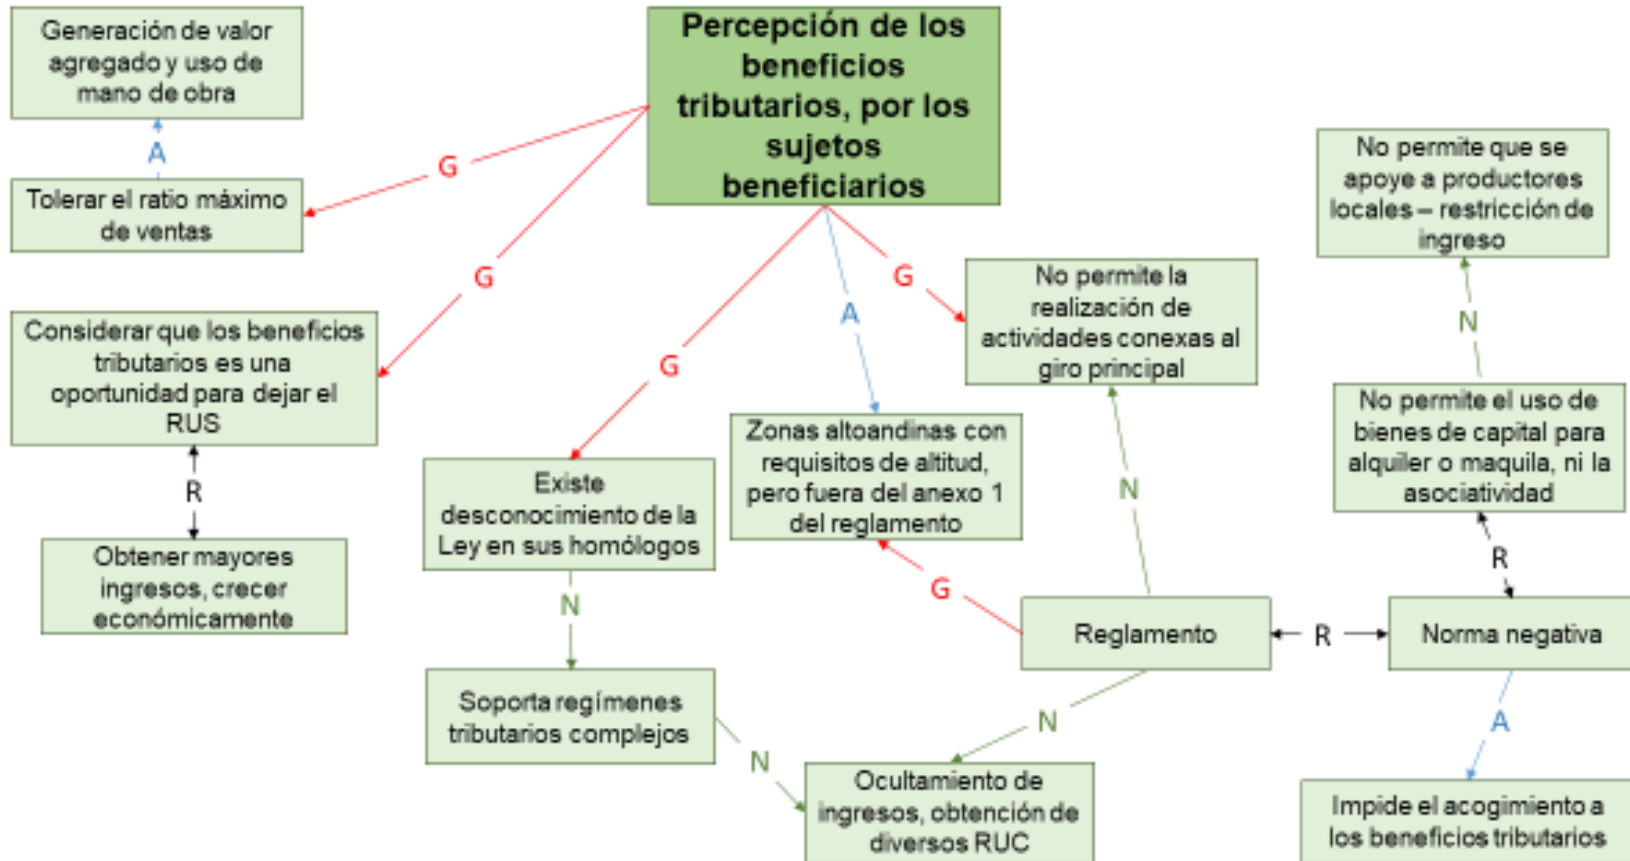 Percepción de los
beneficios
tributarios, por los
sujetos
beneficiarios
Generación de valor
agregado y uso de
mano de obra
A
Tolerar el ratio máximo
de ventas
G
G
Considerar que los beneficios
tributarios es una
oportunidad para dejar el
RUS
R
Obtener mayores
ingresos, crecer
económicamente
G
Existe
desconocimiento de la
Ley en sus homólogos
N
Soporta regímenes
tributarios complejos
N
Ocultamiento de
ingresos, obtención de
diversos RUC
A
Zonas altoandinas con
requisitos de altitud,
pero fuera del anexo 1
del reglamento
G
G
No permite la
realización de
actividades conexas al
giro principal
N
Reglamento
N
R
Norma negativa
R
No permite el uso de
bienes de capital para
alquiler o maquila, ni la
asociatividad
N
No permite que se
apoye a productores
locales – restricción de
ingreso
A
Impide el acogimiento a
los beneficios tributarios